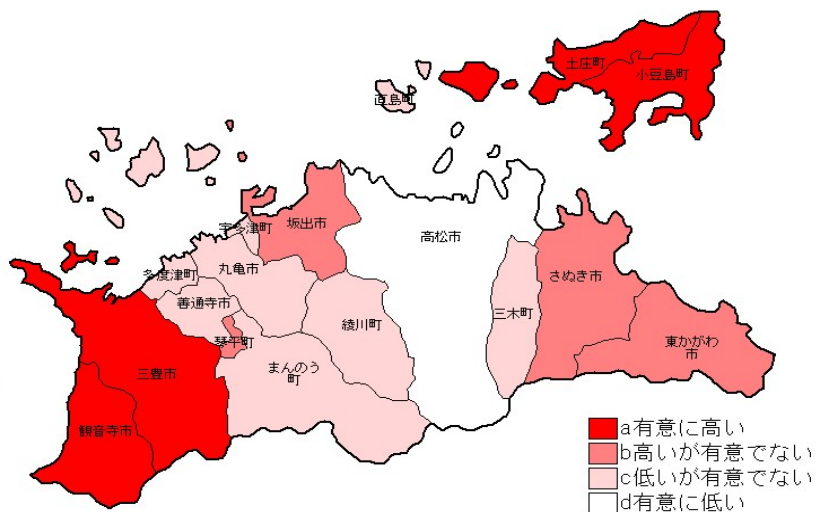 土庄町
小豆島町
直島町
宇多津町
坂出市
高松市
多度津町
丸亀市
さぬき市
善通寺市
三木町
綾川町
琴平町
東かがわ
市
まんのう
町
三豊市
観音寺市
a有意に高い
b高いが有意でない
c低いが有意でない
d有意に低い